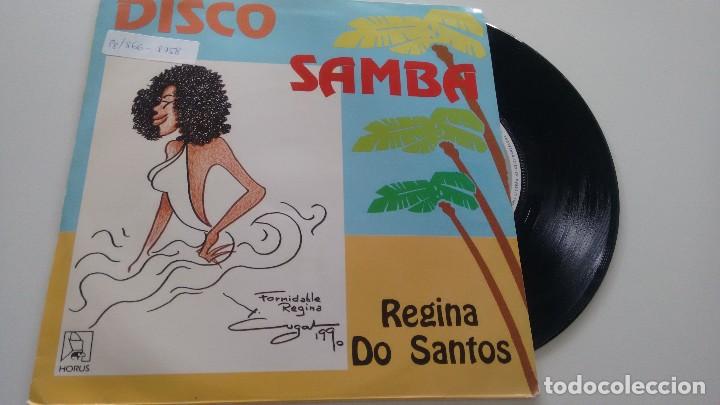 DISCO
SAMBA
Formidable
Regina
X. Cugat
1990
Regina
Do Santos
HORUS
todocoleccion